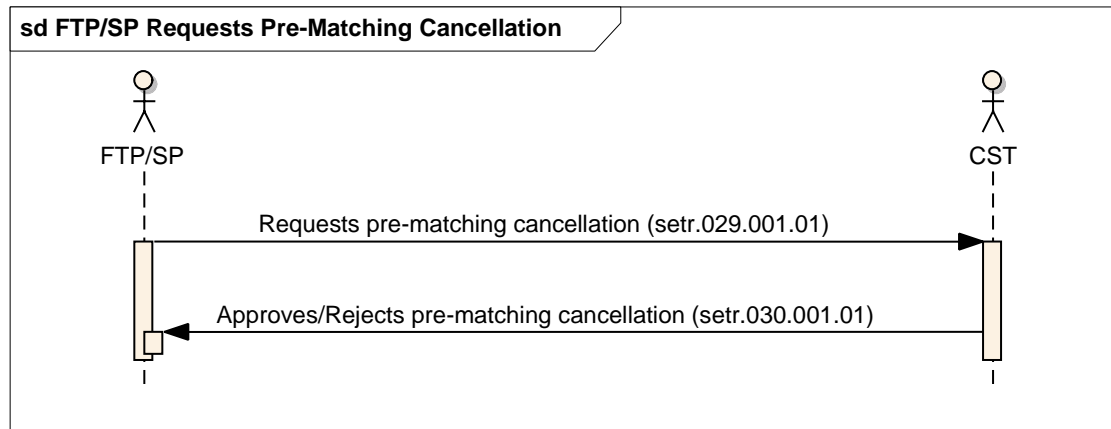 sd FTP/SP Requests Pre-Matching Cancellation
FTP/SP
CST
Requests pre-matching cancellation (setr.029.001.01)
Approves/Rejects pre-matching cancellation (setr.030.001.01)